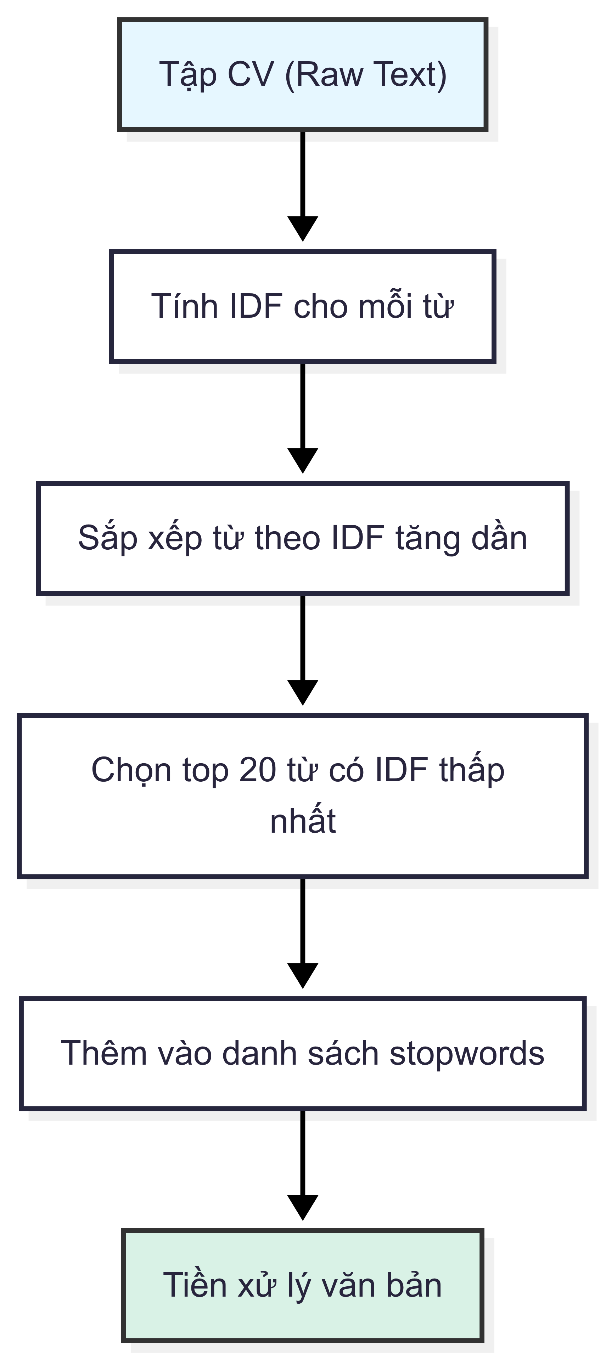 Tập CV (Raw Text)
Tính IDF cho mỗi từ
Sắp xếp từ theo IDF tăng dần
Chọn top 20 từ có IDF thấp
nhất
Thêm vào danh sách stopwords
Tiền xử lý văn bản